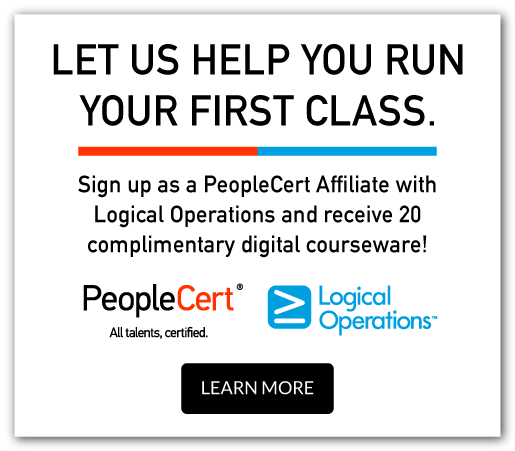 LET US HELP YOU RUN
YOUR FIRST CLASS.
Sign up as a PeopleCert Affiliate with
Logical Operations and receive 20
complimentary digital courseware!
PeopleCert®
All talents, certified.
Logical
Operations™
LEARN MORE